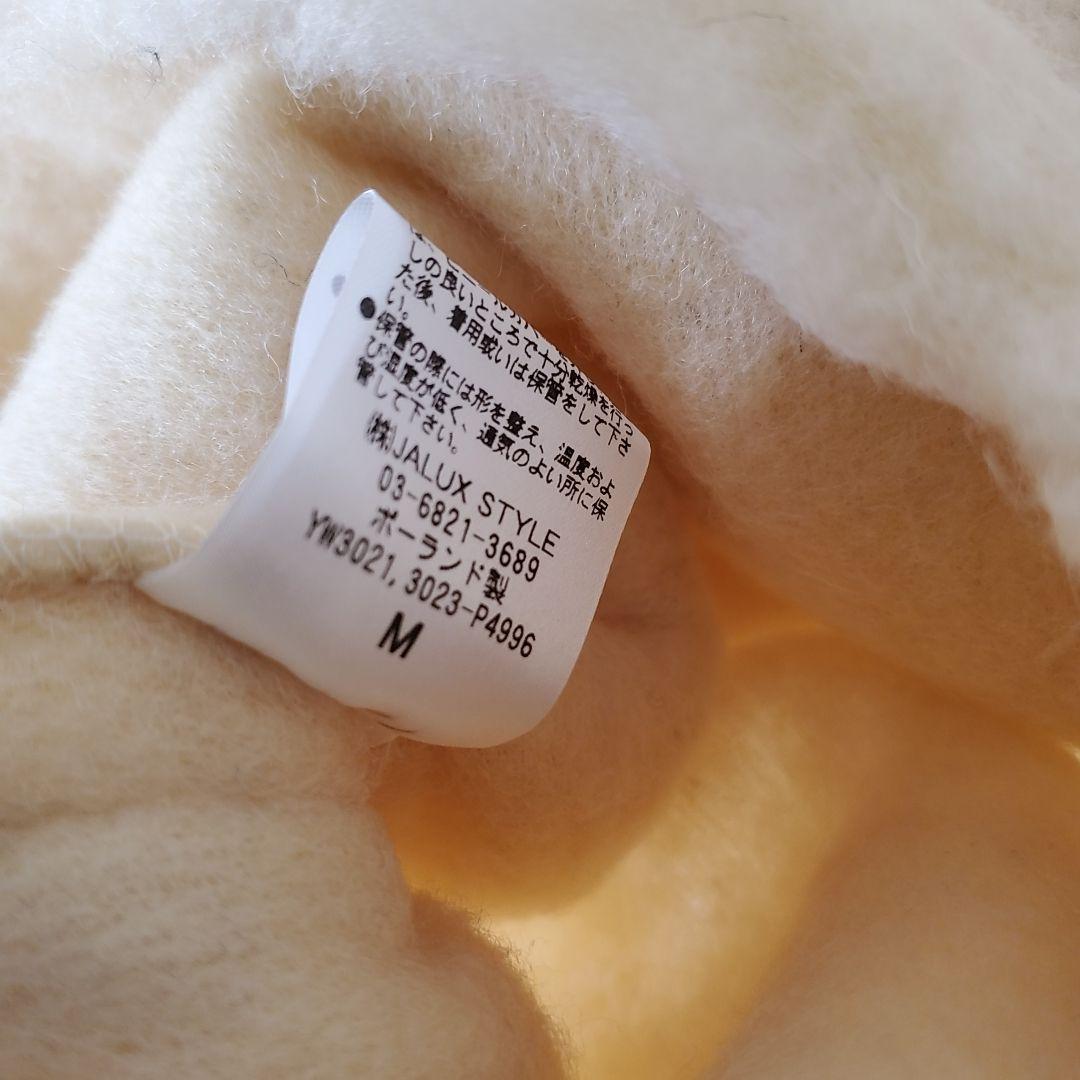 しの良いところで十分乾燥を行っ
た後、着用或いは保管をして下さ
い。
●保管の際には形を整え、温度およ
び湿度が低く、通気のよい所に保
管して下さい。
㈱JALUX STYLE
03-6821-3689
ポーランド製
YW3021,3023-P4996
M